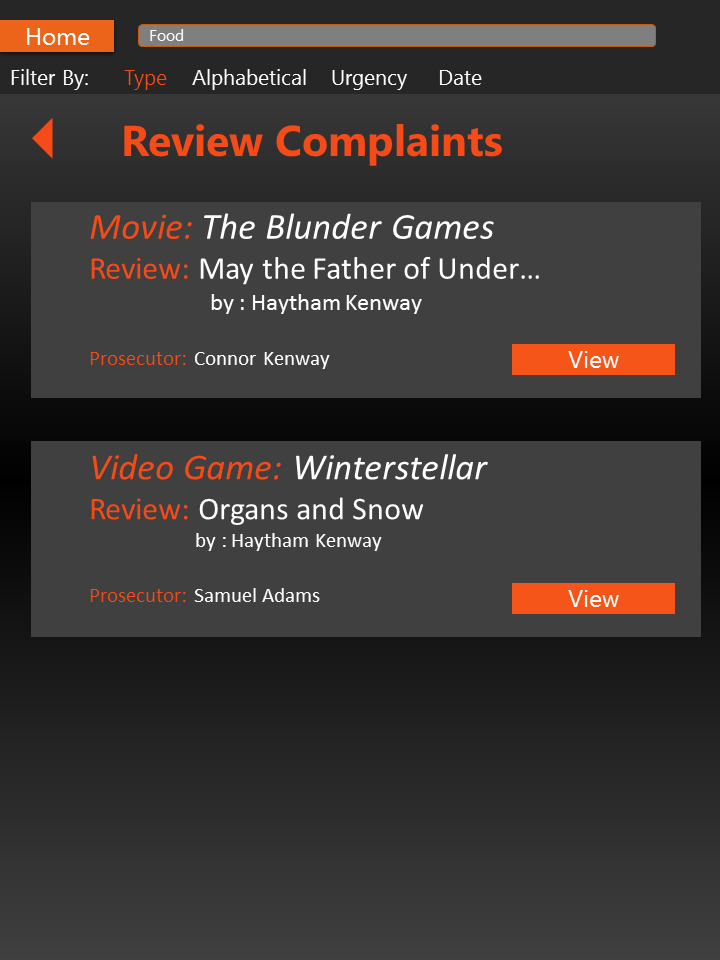 Home Food
Filter By: Type Alphabetical Urgency Date
Review Complaints
Movie: The Blunder Games
Review: May the Father of Under…
by : Haytham Kenway
Prosecutor: Connor Kenway View
Video Game: Winterstellar
Review: Organs and Snow
by : Haytham Kenway
Prosecutor: Samuel Adams View